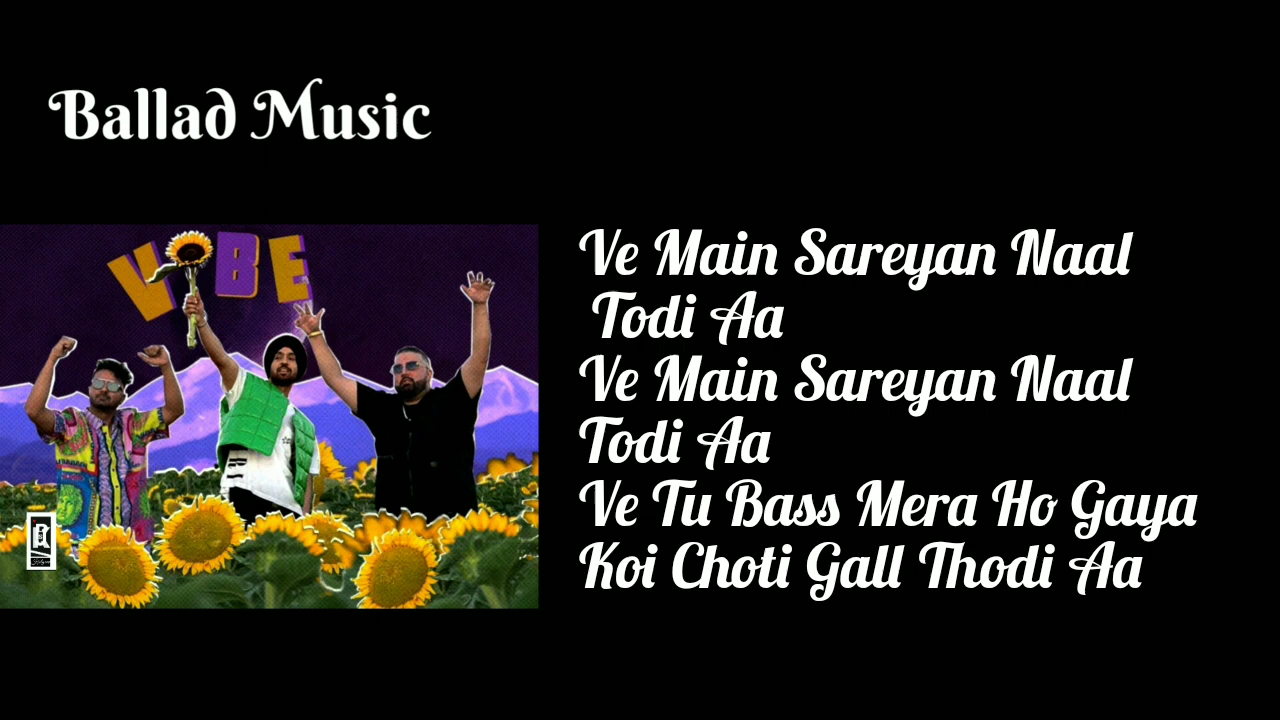 Ballad Music
VIBE
Ve Main Sareyan Naal
Todi Aa
Ve Main Sareyan Naal
Todi Aa
Ve Tu Bass Mera Ho Gaya
Koi Choti Gall Thodi Aa